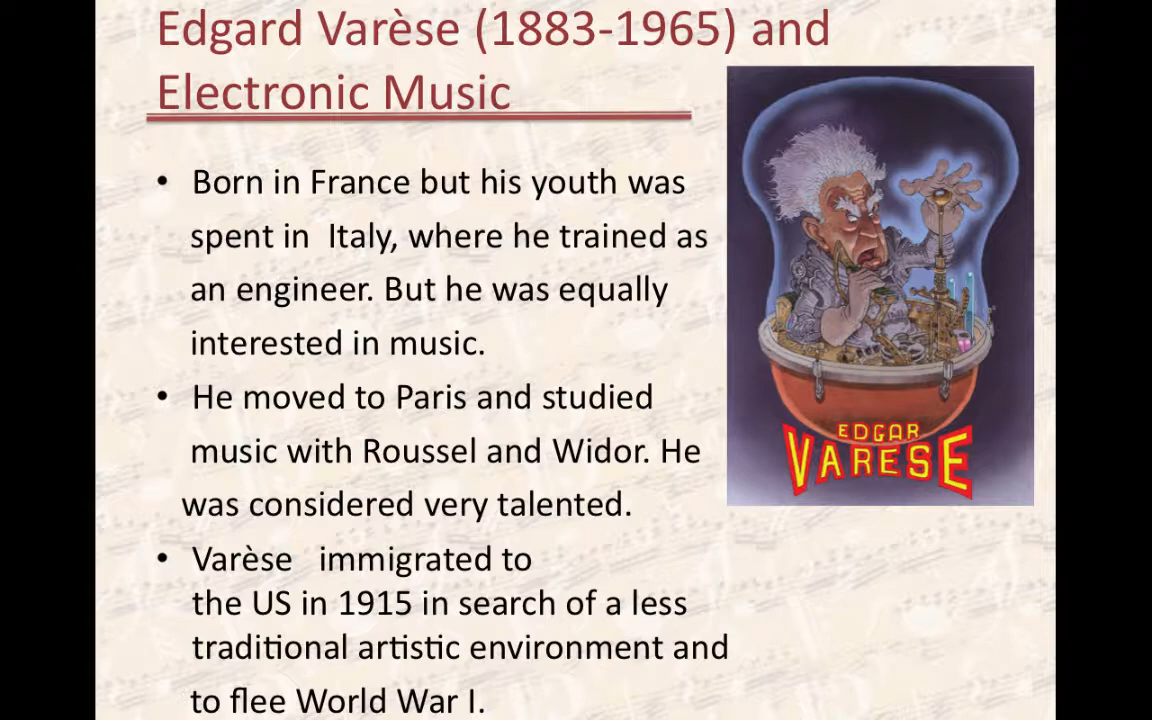 Edgard Varèse (1883-1965) and
Electronic Music
• Born in France but his youth was
spent in Italy, where he trained as
an engineer. But he was equally
interested in music.
• He moved to Paris and studied
music with Roussel and Widor. He
was considered very talented.
• Varèse immigrated to
the US in 1915 in search of a less
traditional artistic environment and
to flee World War I.
EDGAR
VARESE